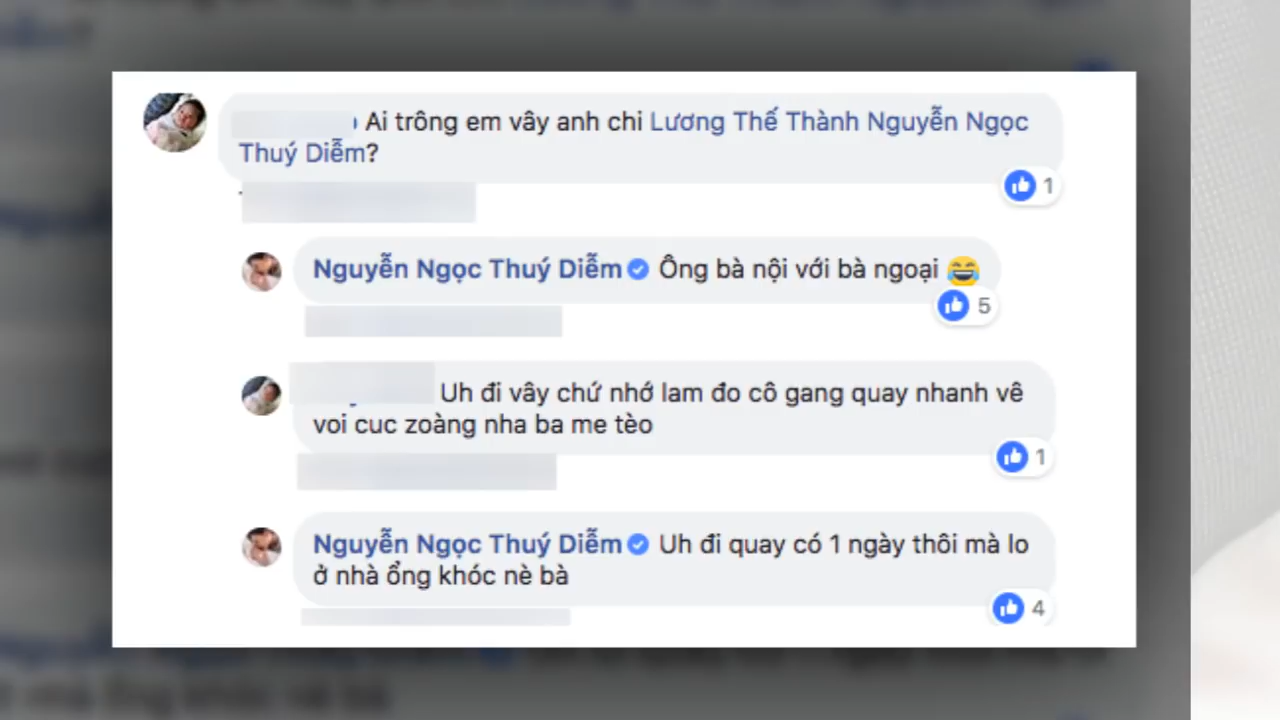 Ai trông em vây anh chi Lương Thế Thành Nguyễn Ngọc
Thuý Diễm?
1
Nguyễn Ngọc Thuý Diễm Ông bà nội với bà ngoại 😂
5
Uh đi vây chứ nhớ lam đo cô gang quay nhanh vê
voi cuc zoàng nha ba me tèo
1
Nguyễn Ngọc Thuý Diễm Uh đi quay có 1 ngày thôi mà lo
ở nhà ổng khóc nè bà
4